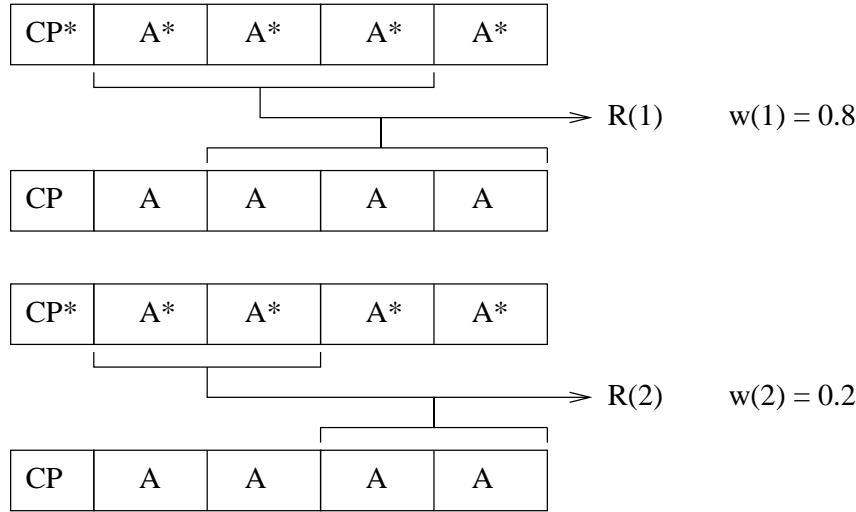 CP* A* A* A* A*
R(1) w(1) = 0.8
CP A A A A
CP* A* A* A* A*
R(2) w(2) = 0.2
CP A A A A